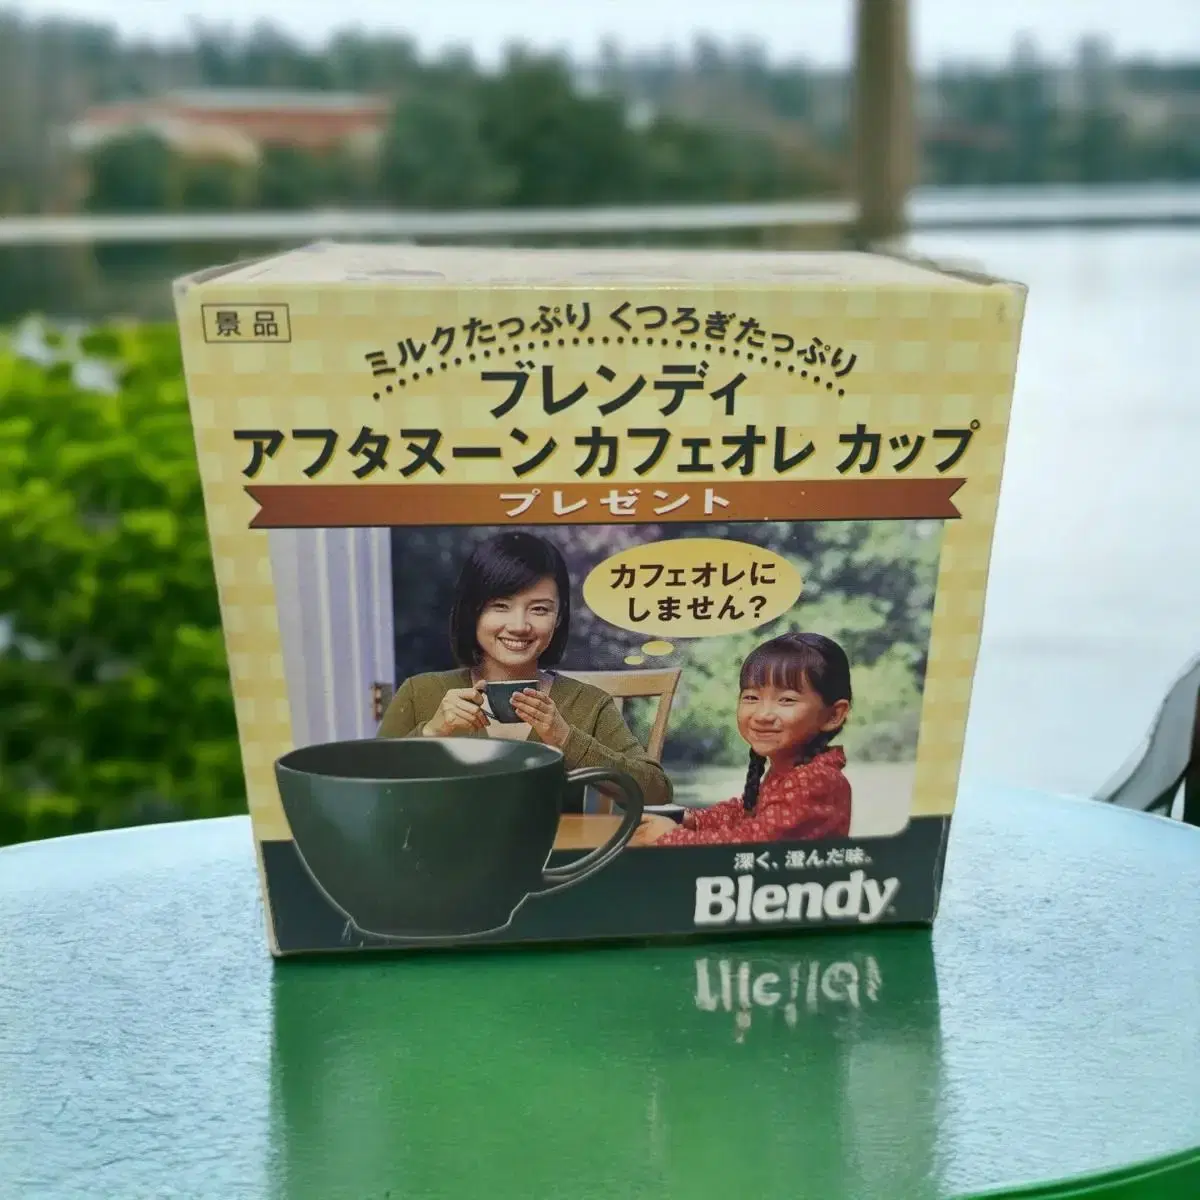 景品
ミルクたっぷり くつろぎたっぷり
ブレンディ
アフタヌーン カフェオレ カップ
プレゼント
カフェオレに
しません?
深く、澄んだ味。
Blendy